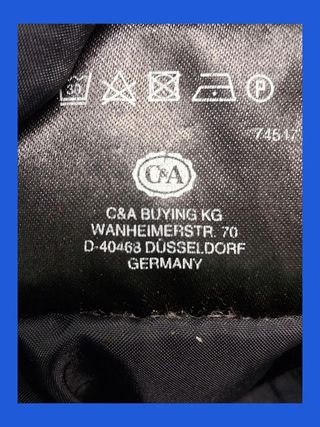 30
P
74517
C&A
C&A BUYING KG
WANHEIMERSTR. 70
D-40468 DÜSSELDORF
GERMANY